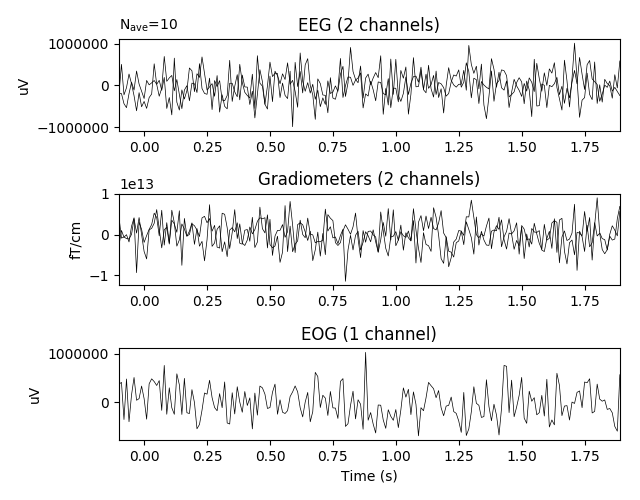 N_ave=10
EEG (2 channels)
1000000
0
−1000000
uV
0.00 0.25 0.50 0.75 1.00 1.25 1.50 1.75
1e13
Gradiometers (2 channels)
1
0
−1
fT/cm
0.00 0.25 0.50 0.75 1.00 1.25 1.50 1.75
EOG (1 channel)
1000000
0
uV
0.00 0.25 0.50 0.75 1.00 1.25 1.50 1.75
Time (s)